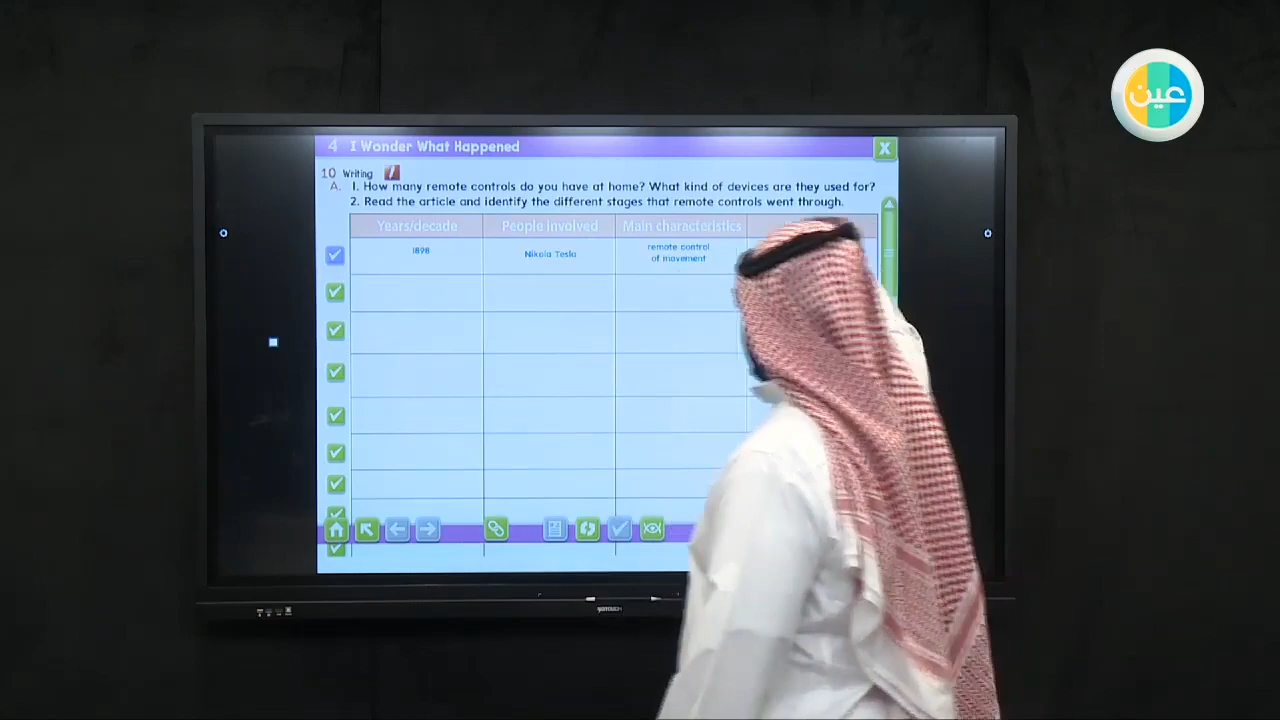 عين
4 I Wonder What Happened
X
10 Writing
A. 1. How many remote controls do you have at home? What kind of devices are they used for?
2. Read the article and identify the different stages that remote controls went through.
Years/decade People involved Main characteristics
1898 Nikola Tesla remote control
of movement